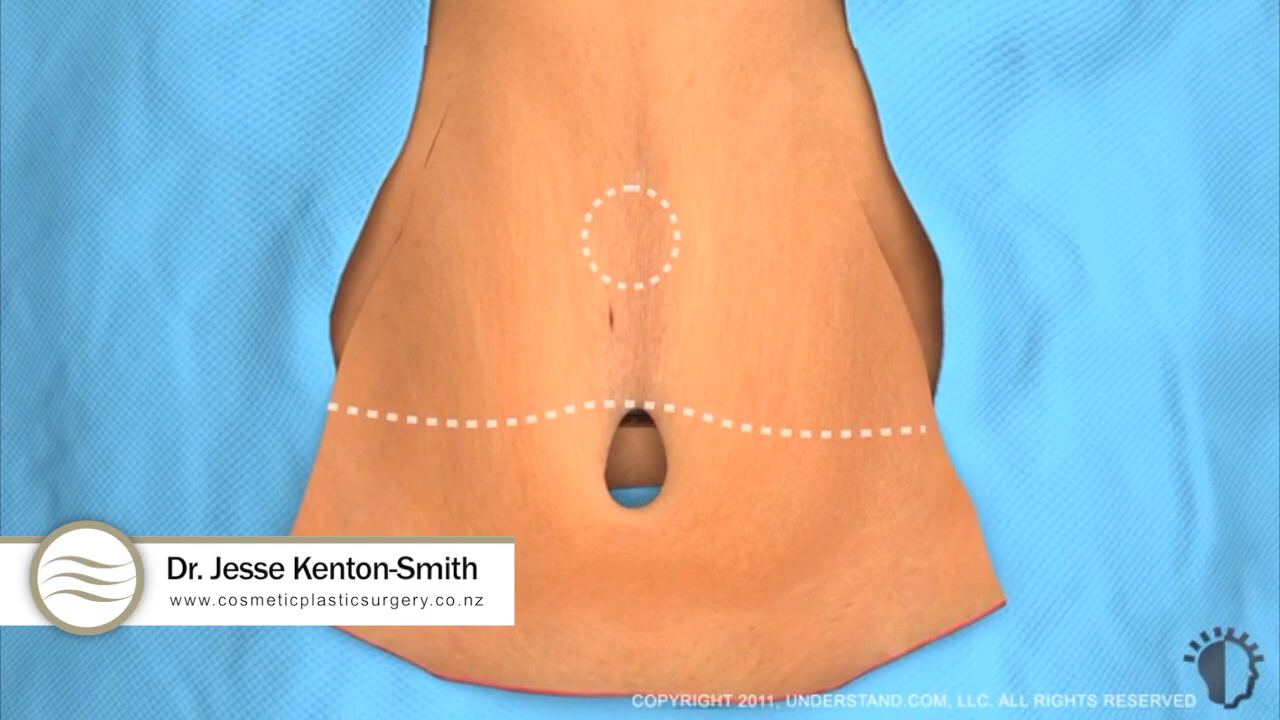 Dr. Jesse Kenton-Smith
www.cosmeticplasticsurgery.co.nz
COPYRIGHT 2011, UNDERSTAND.COM, LLC. ALL RIGHTS RESERVED